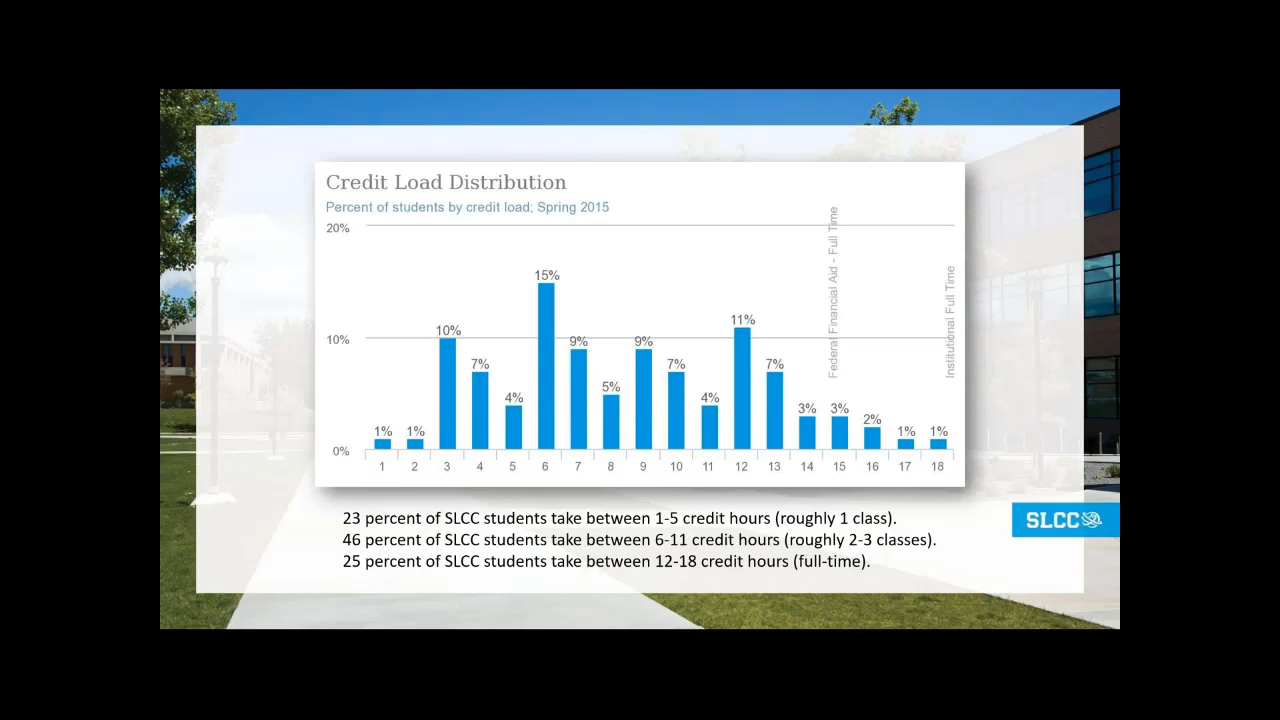 Credit Load Distribution
Percent of students by credit load; Spring 2015
20%
10%
0%
Federal Financial Aid - Full Time
Institutional Full Time
1% 1% 10% 7% 4% 15% 9% 5% 9% 7% 4% 11% 7% 3% 3% 2% 1% 1%
1 2 3 4 5 6 7 8 9 10 11 12 13 14 15 16 17 18
23 percent of SLCC students take between 1-5 credit hours (roughly 1 class).
46 percent of SLCC students take between 6-11 credit hours (roughly 2-3 classes).
25 percent of SLCC students take between 12-18 credit hours (full-time).
SLCC